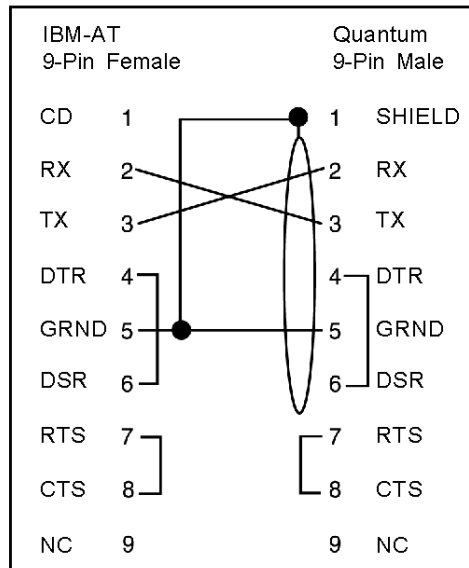 IBM-AT Quantum
9-Pin Female 9-Pin Male
CD 1 1 SHIELD
RX 2 2 RX
TX 3 3 TX
DTR 4 4 DTR
GRND 5 5 GRND
DSR 6 6 DSR
RTS 7 7 RTS
CTS 8 8 CTS
NC 9 9 NC